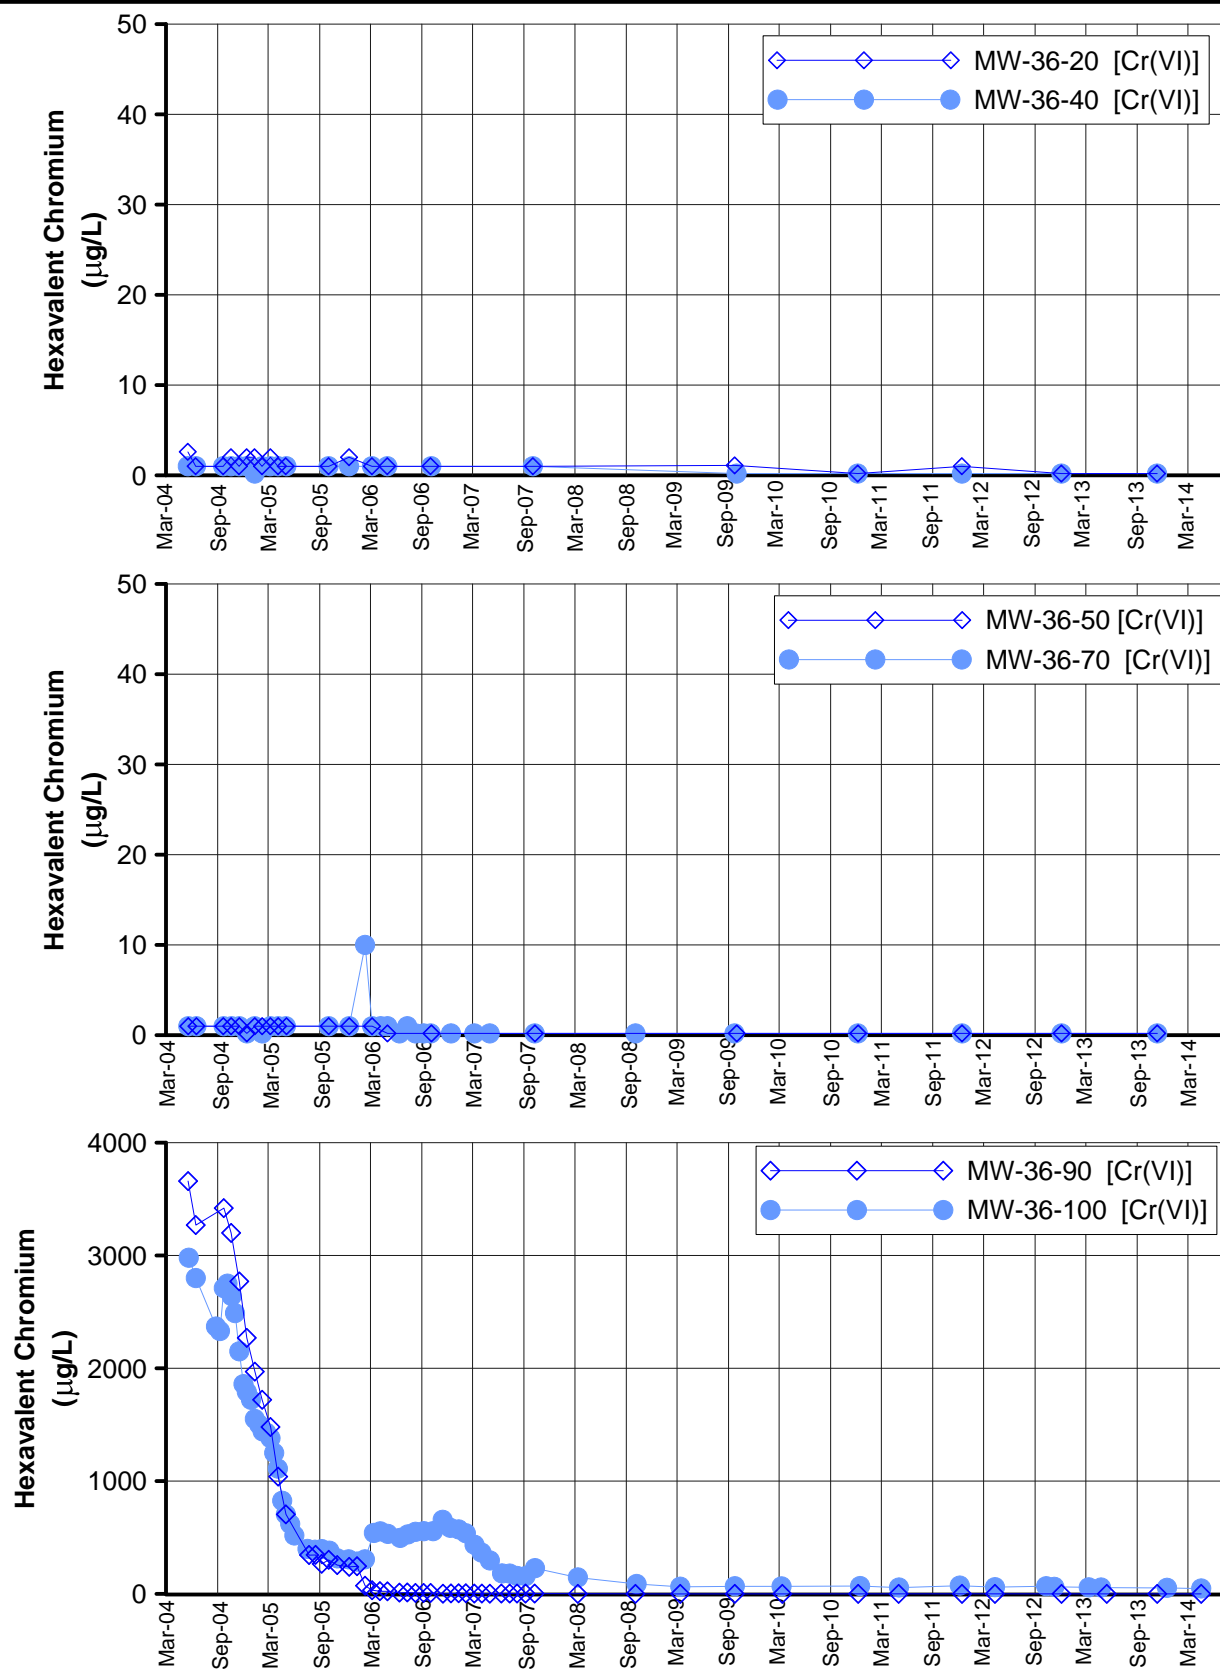 50
40
30
20
10
0
Hexavalent Chromium
(µg/L)
MW-36-20 [Cr(VI)]
MW-36-40 [Cr(VI)]
Mar-04
Sep-04
Mar-05
Sep-05
Mar-06
Sep-06
Mar-07
Sep-07
Mar-08
Sep-08
Mar-09
Sep-09
Mar-10
Sep-10
Mar-11
Sep-11
Mar-12
Sep-12
Mar-13
Sep-13
Mar-14
50
40
30
20
10
0
Hexavalent Chromium
(µg/L)
MW-36-50 [Cr(VI)]
MW-36-70 [Cr(VI)]
Mar-04
Sep-04
Mar-05
Sep-05
Mar-06
Sep-06
Mar-07
Sep-07
Mar-08
Sep-08
Mar-09
Sep-09
Mar-10
Sep-10
Mar-11
Sep-11
Mar-12
Sep-12
Mar-13
Sep-13
Mar-14
4000
3000
2000
1000
0
Hexavalent Chromium
(µg/L)
MW-36-90 [Cr(VI)]
MW-36-100 [Cr(VI)]
Mar-04
Sep-04
Mar-05
Sep-05
Mar-06
Sep-06
Mar-07
Sep-07
Mar-08
Sep-08
Mar-09
Sep-09
Mar-10
Sep-10
Mar-11
Sep-11
Mar-12
Sep-12
Mar-13
Sep-13
Mar-14